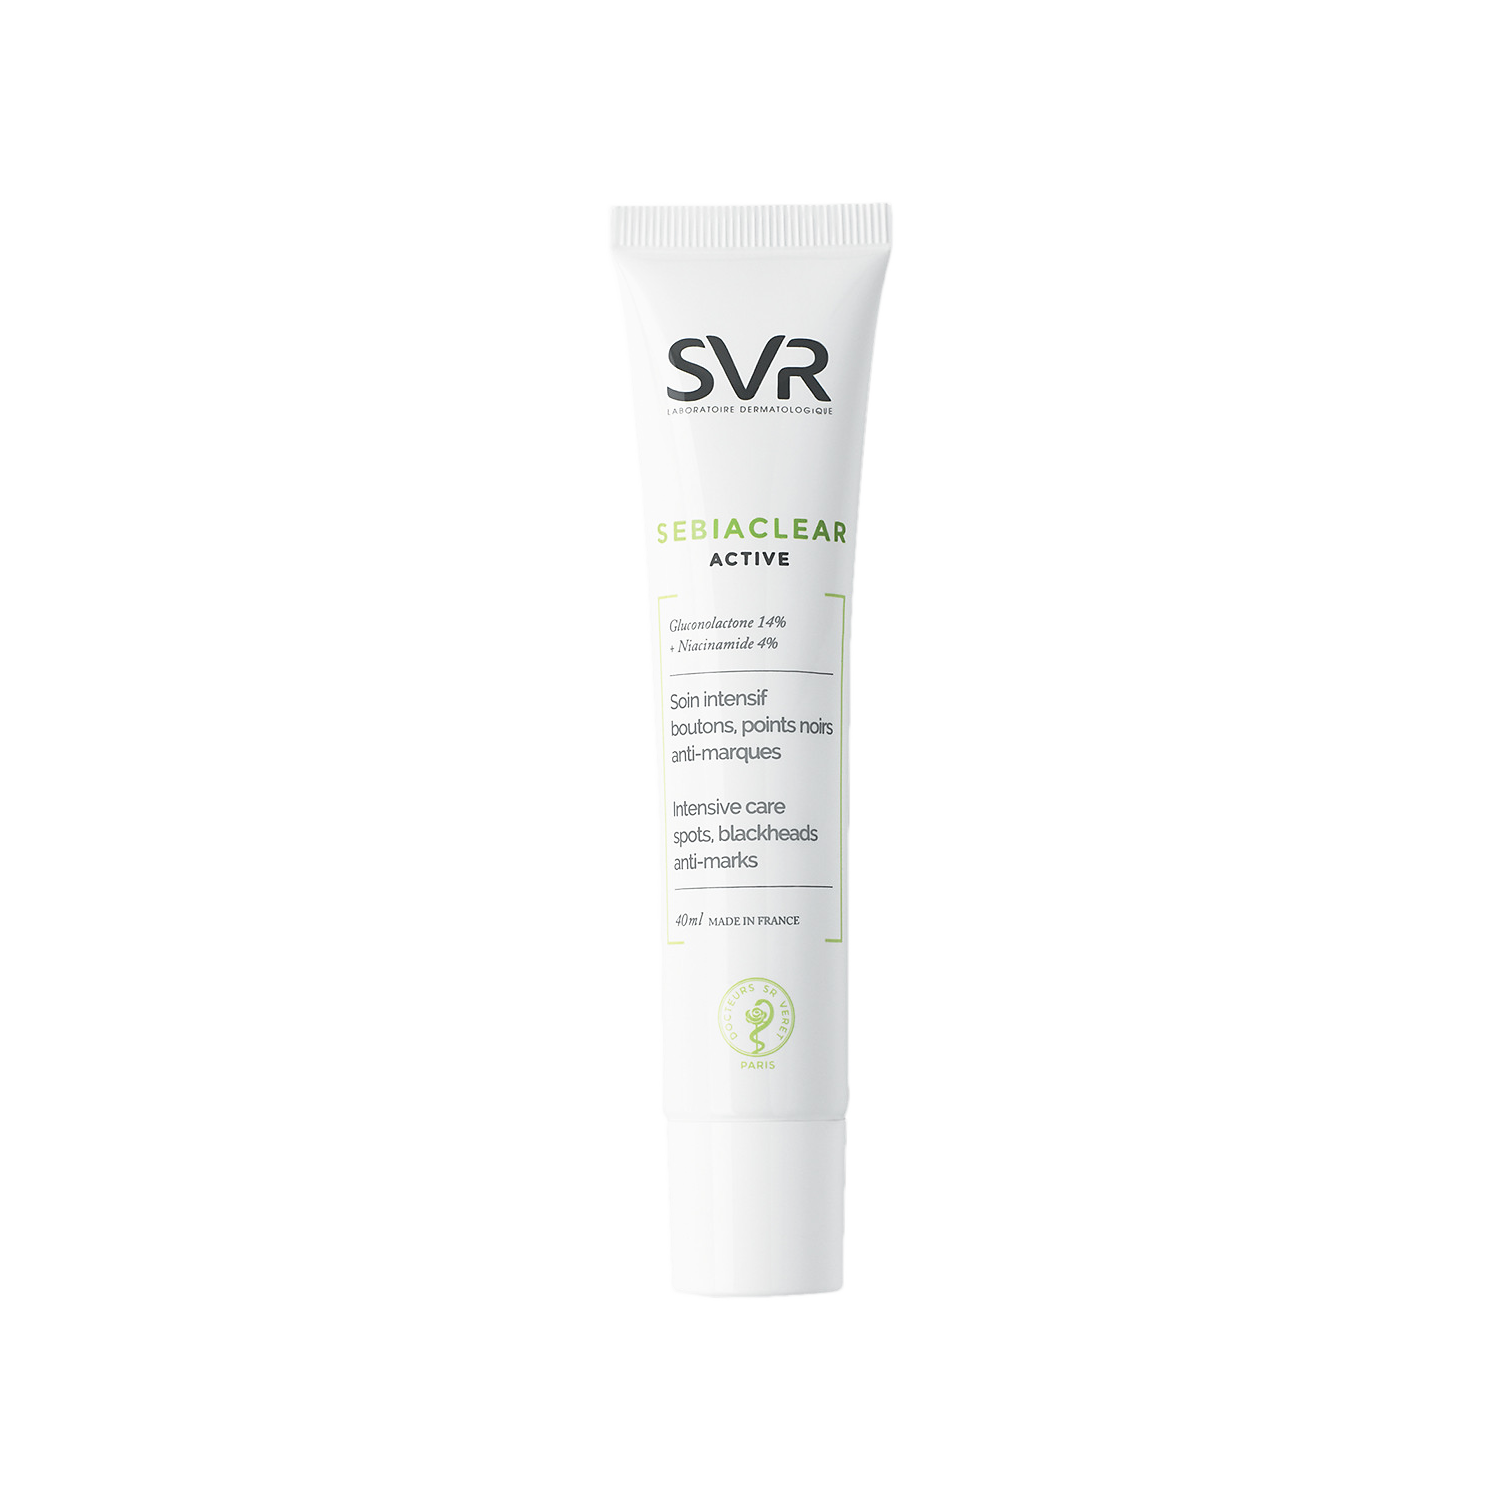 SVR
LABORATOIRE DERMATOLOGIQUE
SEBIACLEAR
ACTIVE
Gluconolactone 14%
+ Niacinamide 4%
Soin intensif
boutons, points noirs
anti-marques
Intensive care
spots, blackheads
anti-marks
40ml MADE IN FRANCE
DOCTEURS SR VERET
PARIS